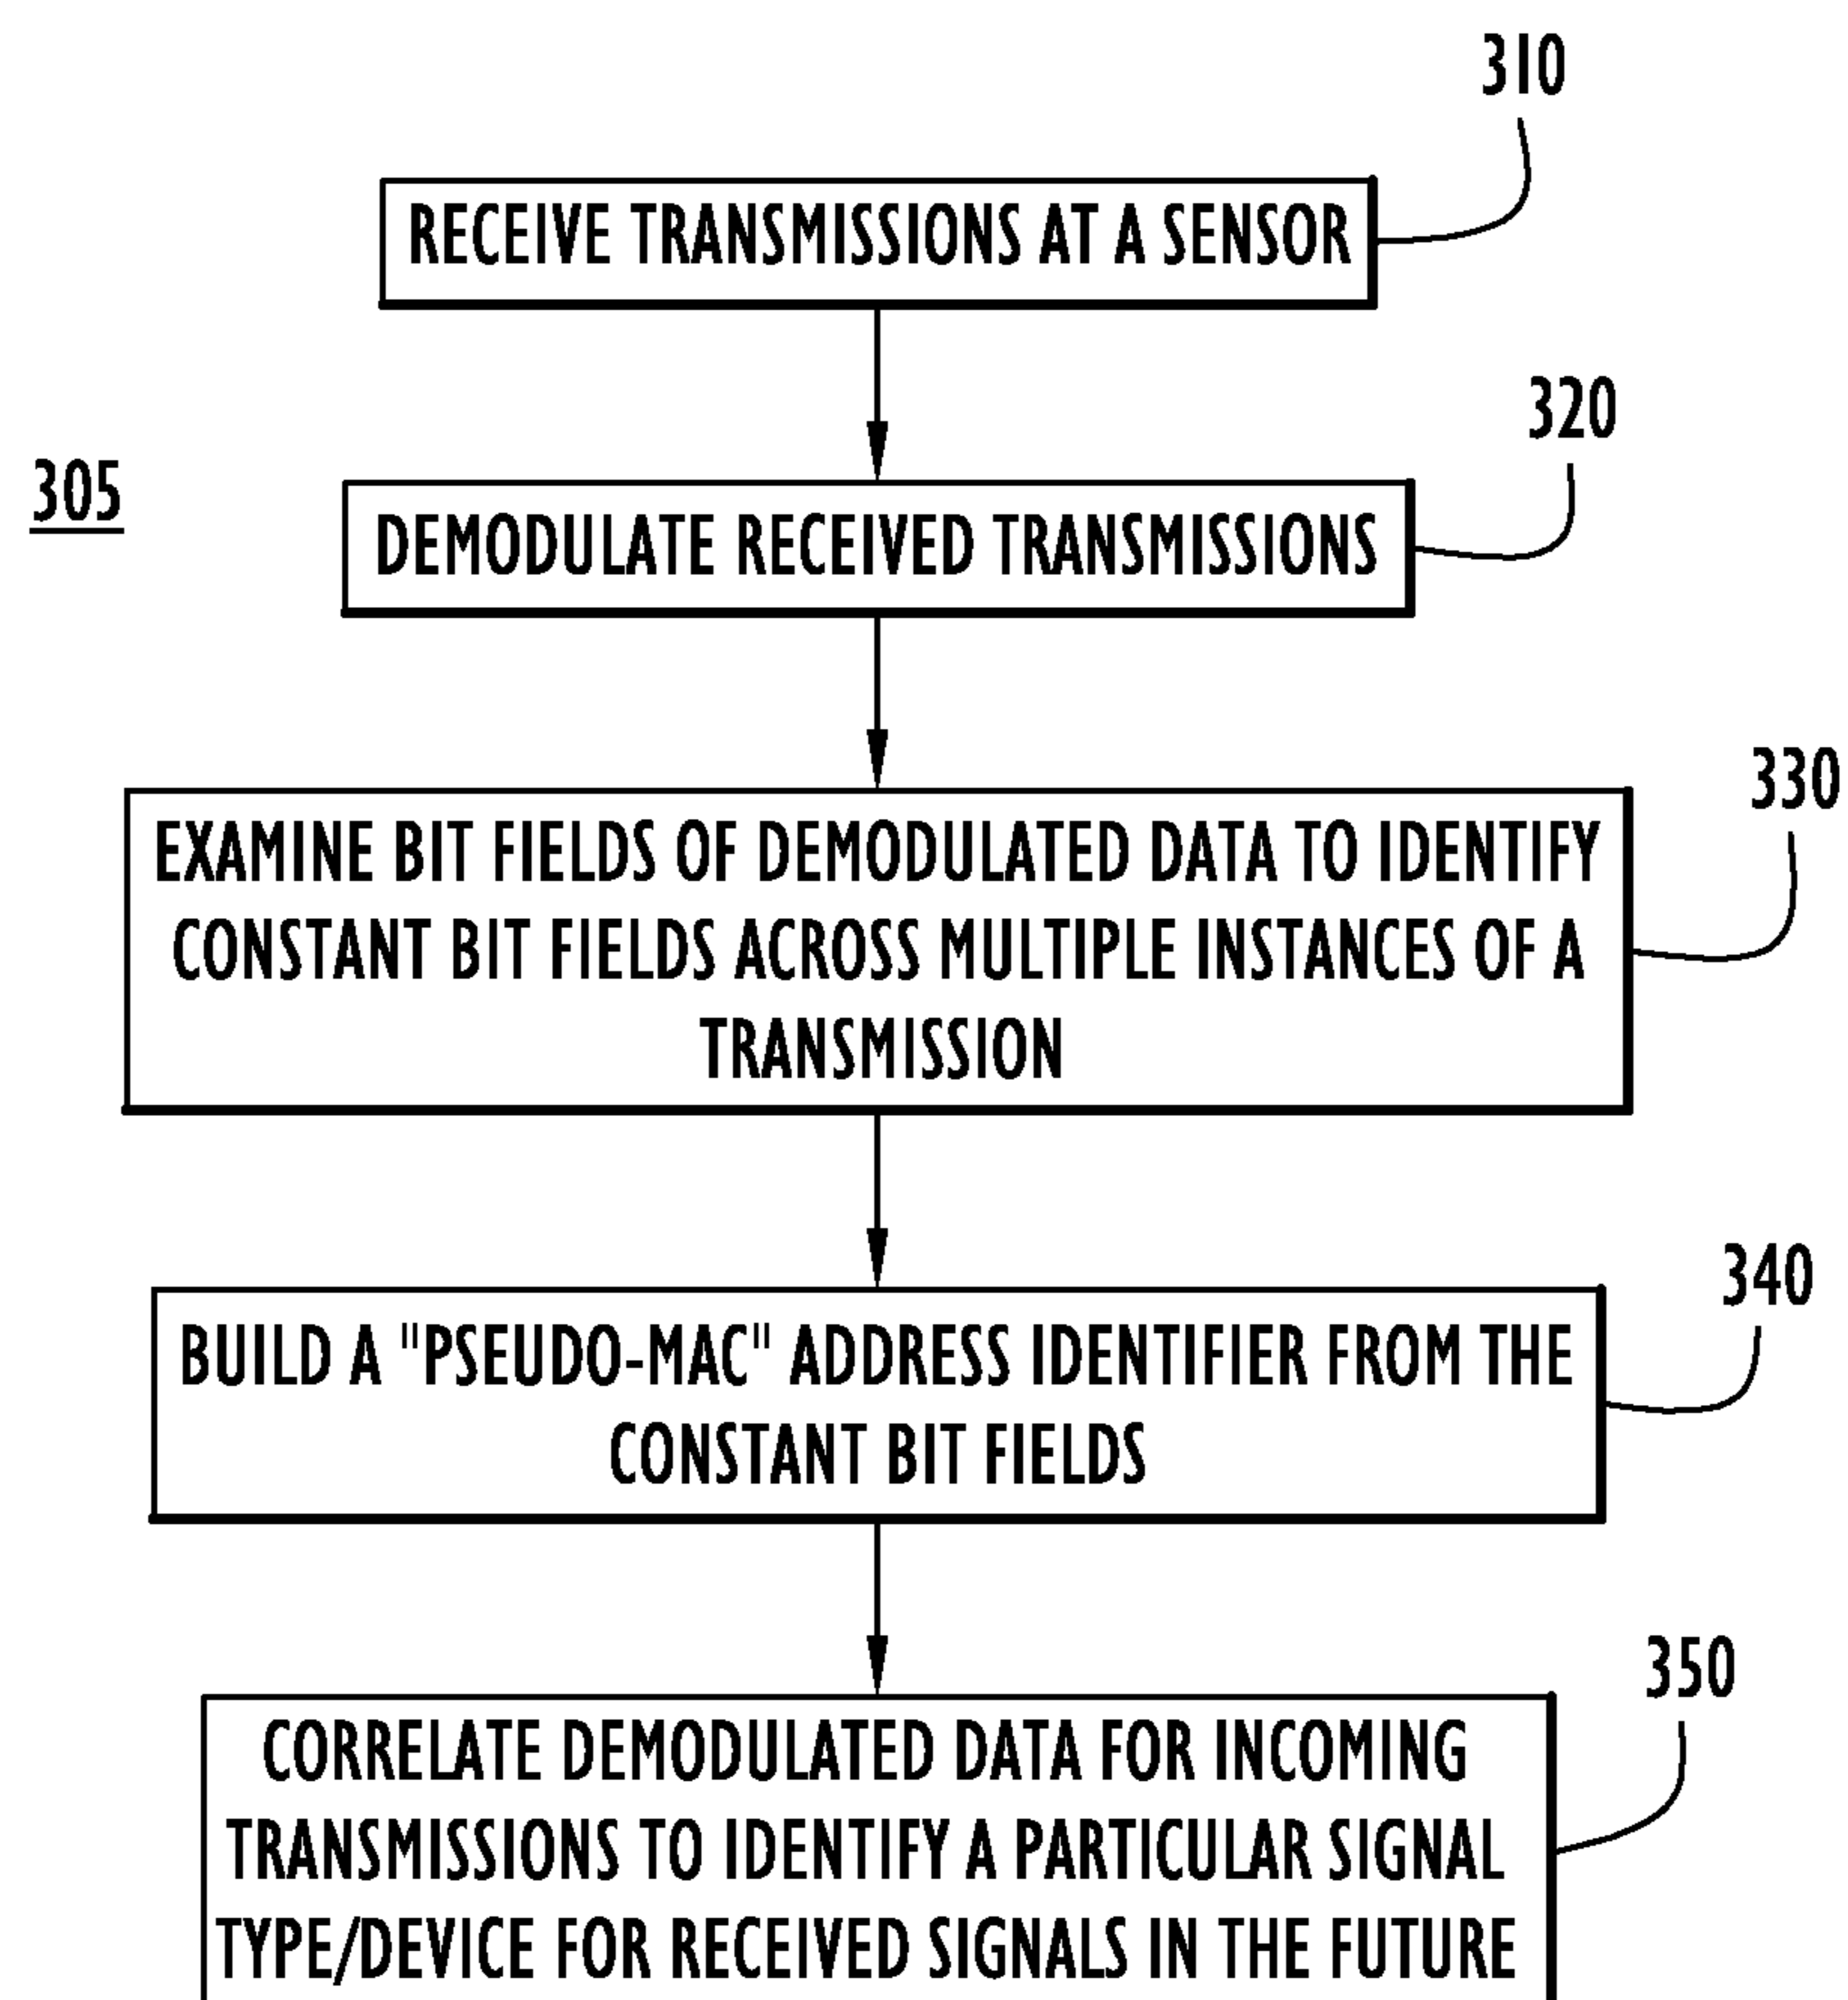 310
RECEIVE TRANSMISSIONS AT A SENSOR
320
305
DEMODULATE RECEIVED TRANSMISSIONS
330
EXAMINE BIT FIELDS OF DEMODULATED DATA TO IDENTIFY
CONSTANT BIT FIELDS ACROSS MULTIPLE INSTANCES OF A
TRANSMISSION
340
BUILD A "PSEUDO-MAC" ADDRESS IDENTIFIER FROM THE
CONSTANT BIT FIELDS
350
CORRELATE DEMODULATED DATA FOR INCOMING
TRANSMISSIONS TO IDENTIFY A PARTICULAR SIGNAL
TYPE/DEVICE FOR RECEIVED SIGNALS IN THE FUTURE